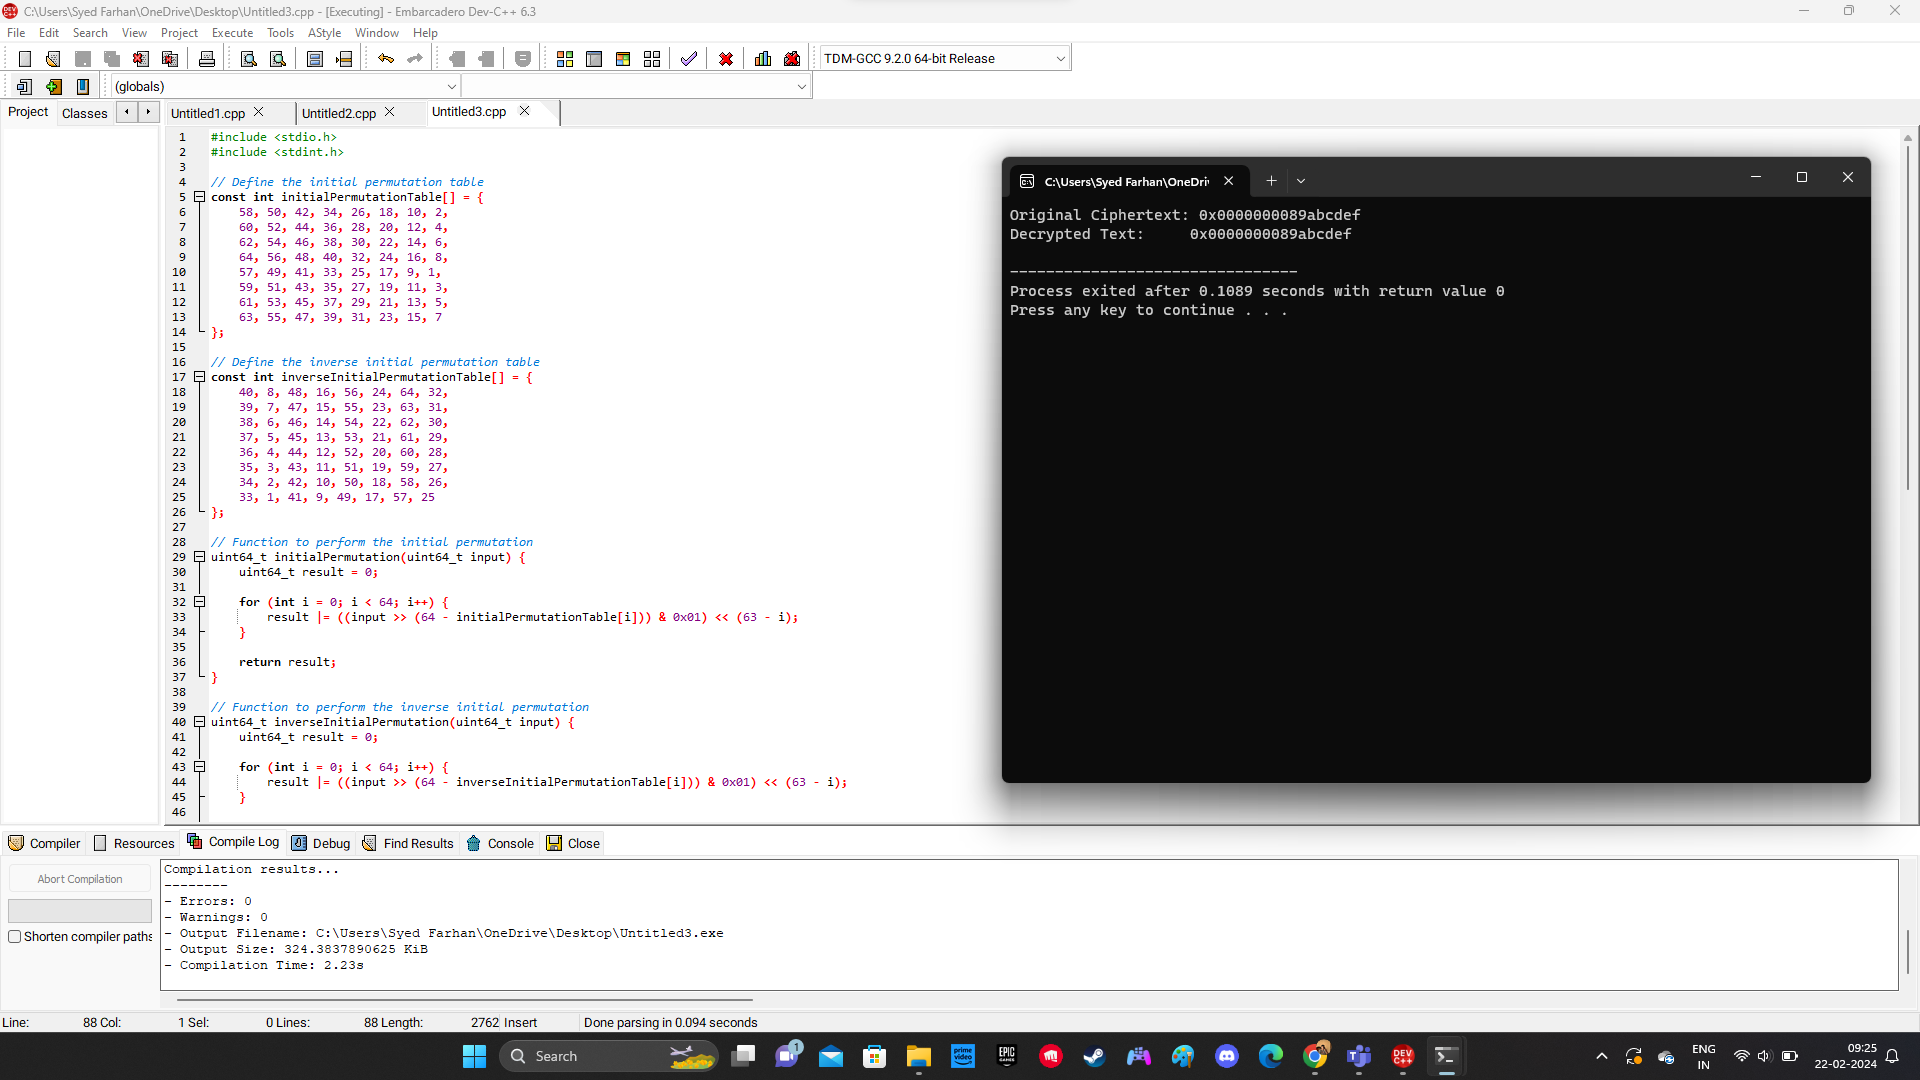 C:\Users\Syed Farhan\OneDrive\Desktop\Untitled3.cpp - [Executing] - Embarcadero Dev-C++ 6.3
File Edit Search View Project Execute Tools AStyle Window Help
TDM-GCC 9.2.0 64-bit Release
(globals)
Project Classes Untitled1.cpp Untitled2.cpp Untitled3.cpp
1 #include <stdio.h>
2 #include <stdint.h>
3
4 // Define the initial permutation table
5 const int initialPermutationTable[] = {
6 58, 50, 42, 34, 26, 18, 10, 2,
7 60, 52, 44, 36, 28, 20, 12, 4,
8 62, 54, 46, 38, 30, 22, 14, 6,
9 64, 56, 48, 40, 32, 24, 16, 8,
10 57, 49, 41, 33, 25, 17, 9, 1,
11 59, 51, 43, 35, 27, 19, 11, 3,
12 61, 53, 45, 37, 29, 21, 13, 5,
13 63, 55, 47, 39, 31, 23, 15, 7
14 };
15
16 // Define the inverse initial permutation table
17 const int inverseInitialPermutationTable[] = {
18 40, 8, 48, 16, 56, 24, 64, 32,
19 39, 7, 47, 15, 55, 23, 63, 31,
20 38, 6, 46, 14, 54, 22, 62, 30,
21 37, 5, 45, 13, 53, 21, 61, 29,
22 36, 4, 44, 12, 52, 20, 60, 28,
23 35, 3, 43, 11, 51, 19, 59, 27,
24 34, 2, 42, 10, 50, 18, 58, 26,
25 33, 1, 41, 9, 49, 17, 57, 25
26 };
27
28 // Function to perform the initial permutation
29 uint64_t initialPermutation(uint64_t input) {
30 uint64_t result = 0;
31
32 for (int i = 0; i < 64; i++) {
33 result |= ((input >> (64 - initialPermutationTable[i])) & 0x01) << (63 - i);
34 }
35
36 return result;
37 }
38
39 // Function to perform the inverse initial permutation
40 uint64_t inverseInitialPermutation(uint64_t input) {
41 uint64_t result = 0;
42
43 for (int i = 0; i < 64; i++) {
44 result |= ((input >> (64 - inverseInitialPermutationTable[i])) & 0x01) << (63 - i);
45 }
46
C:\Users\Syed Farhan\OneDri
Original Ciphertext: 0x0000000089abcdef
Decrypted Text: 0x0000000089abcdef
--------------------------------
Process exited after 0.1089 seconds with return value 0
Press any key to continue . . .
Compiler Resources Compile Log Debug Find Results Console Close
Abort Compilation
Shorten compiler paths
Compilation results...
--------
- Errors: 0
- Warnings: 0
- Output Filename: C:\Users\Syed Farhan\OneDrive\Desktop\Untitled3.exe
- Output Size: 324.3837890625 KiB
- Compilation Time: 2.23s
Line: 88 Col: 1 Sel: 0 Lines: 88 Length: 2762 Insert Done parsing in 0.094 seconds
Search
1
prime video
EPIC GAMES
DEV C++
ENG
IN
09:25
22-02-2024